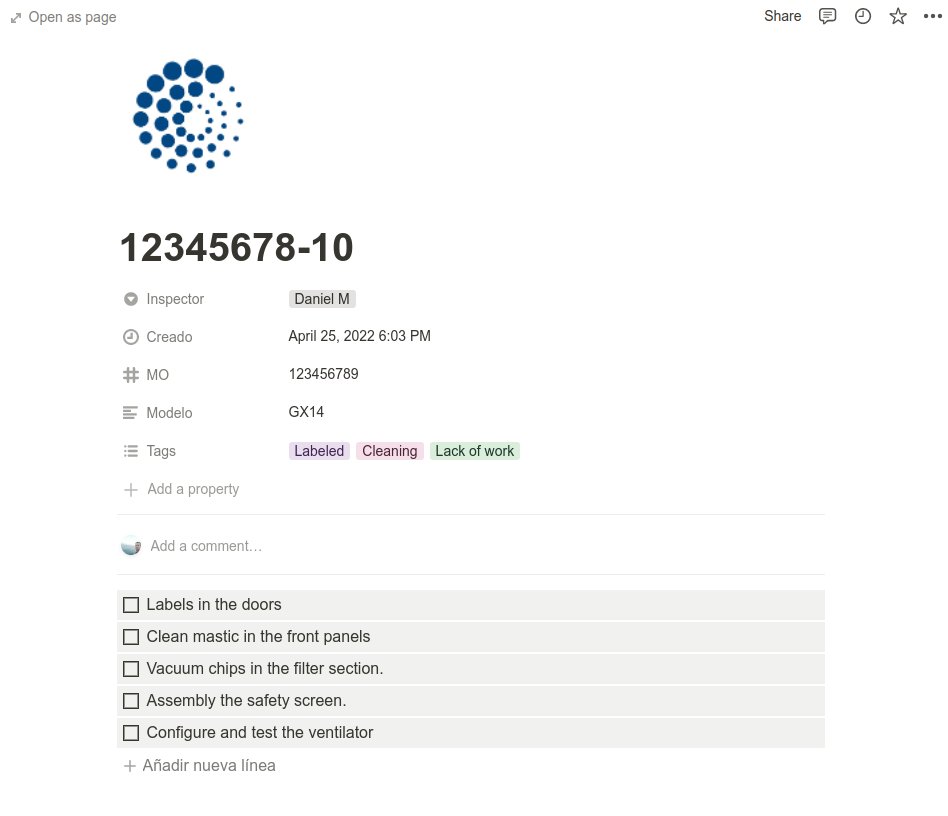 Open as page
Share
12345678-10
Inspector Daniel M
Creado April 25, 2022 6:03 PM
MO 123456789
Modelo GX14
Tags Labeled Cleaning Lack of work
Add a property
Add a comment…
Labels in the doors
Clean mastic in the front panels
Vacuum chips in the filter section.
Assembly the safety screen.
Configure and test the ventilator
Añadir nueva línea